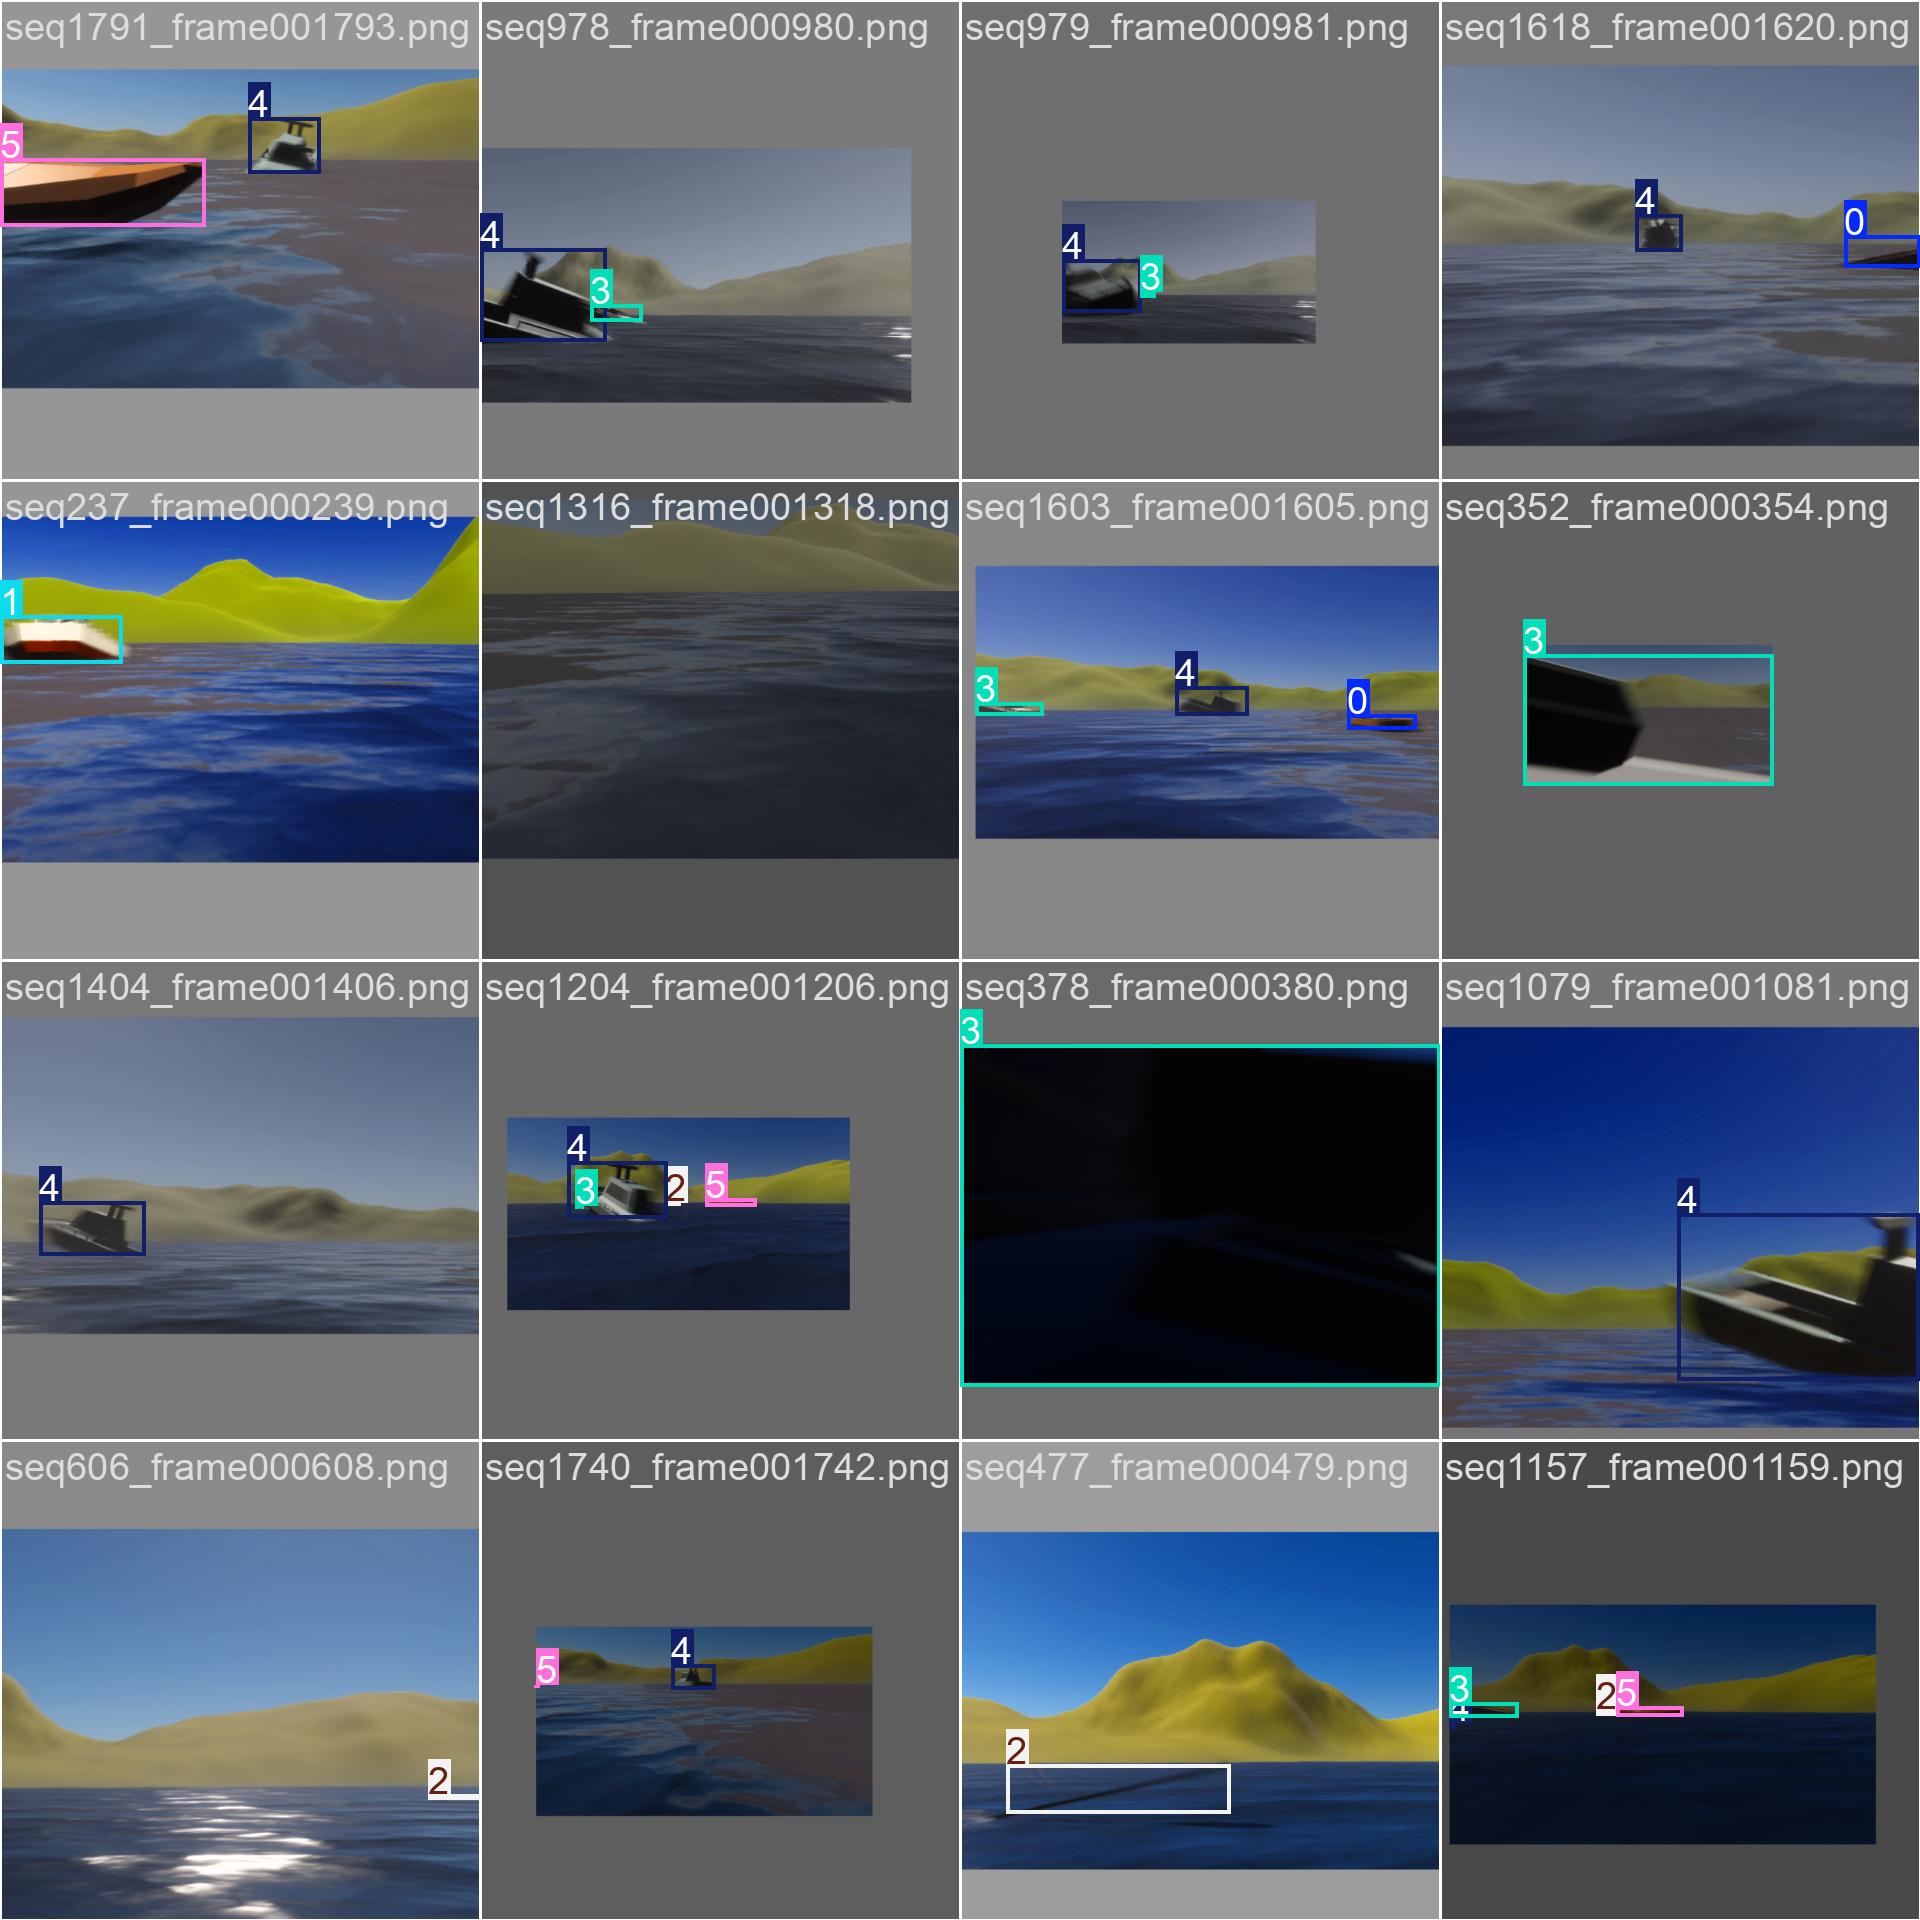 seq1791_frame001793.png
4
5
seq978_frame000980.png
4
3
seq979_frame000981.png
4
3
seq1618_frame001620.png
4
0
seq237_frame000239.png
1
seq1316_frame001318.png
seq1603_frame001605.png
3
4
0
seq352_frame000354.png
3
seq1404_frame001406.png
4
seq1204_frame001206.png
4
3
2
5
seq378_frame000380.png
3
seq1079_frame001081.png
4
seq606_frame000608.png
2
seq1740_frame001742.png
5
4
seq477_frame000479.png
2
seq1157_frame001159.png
3
2
5